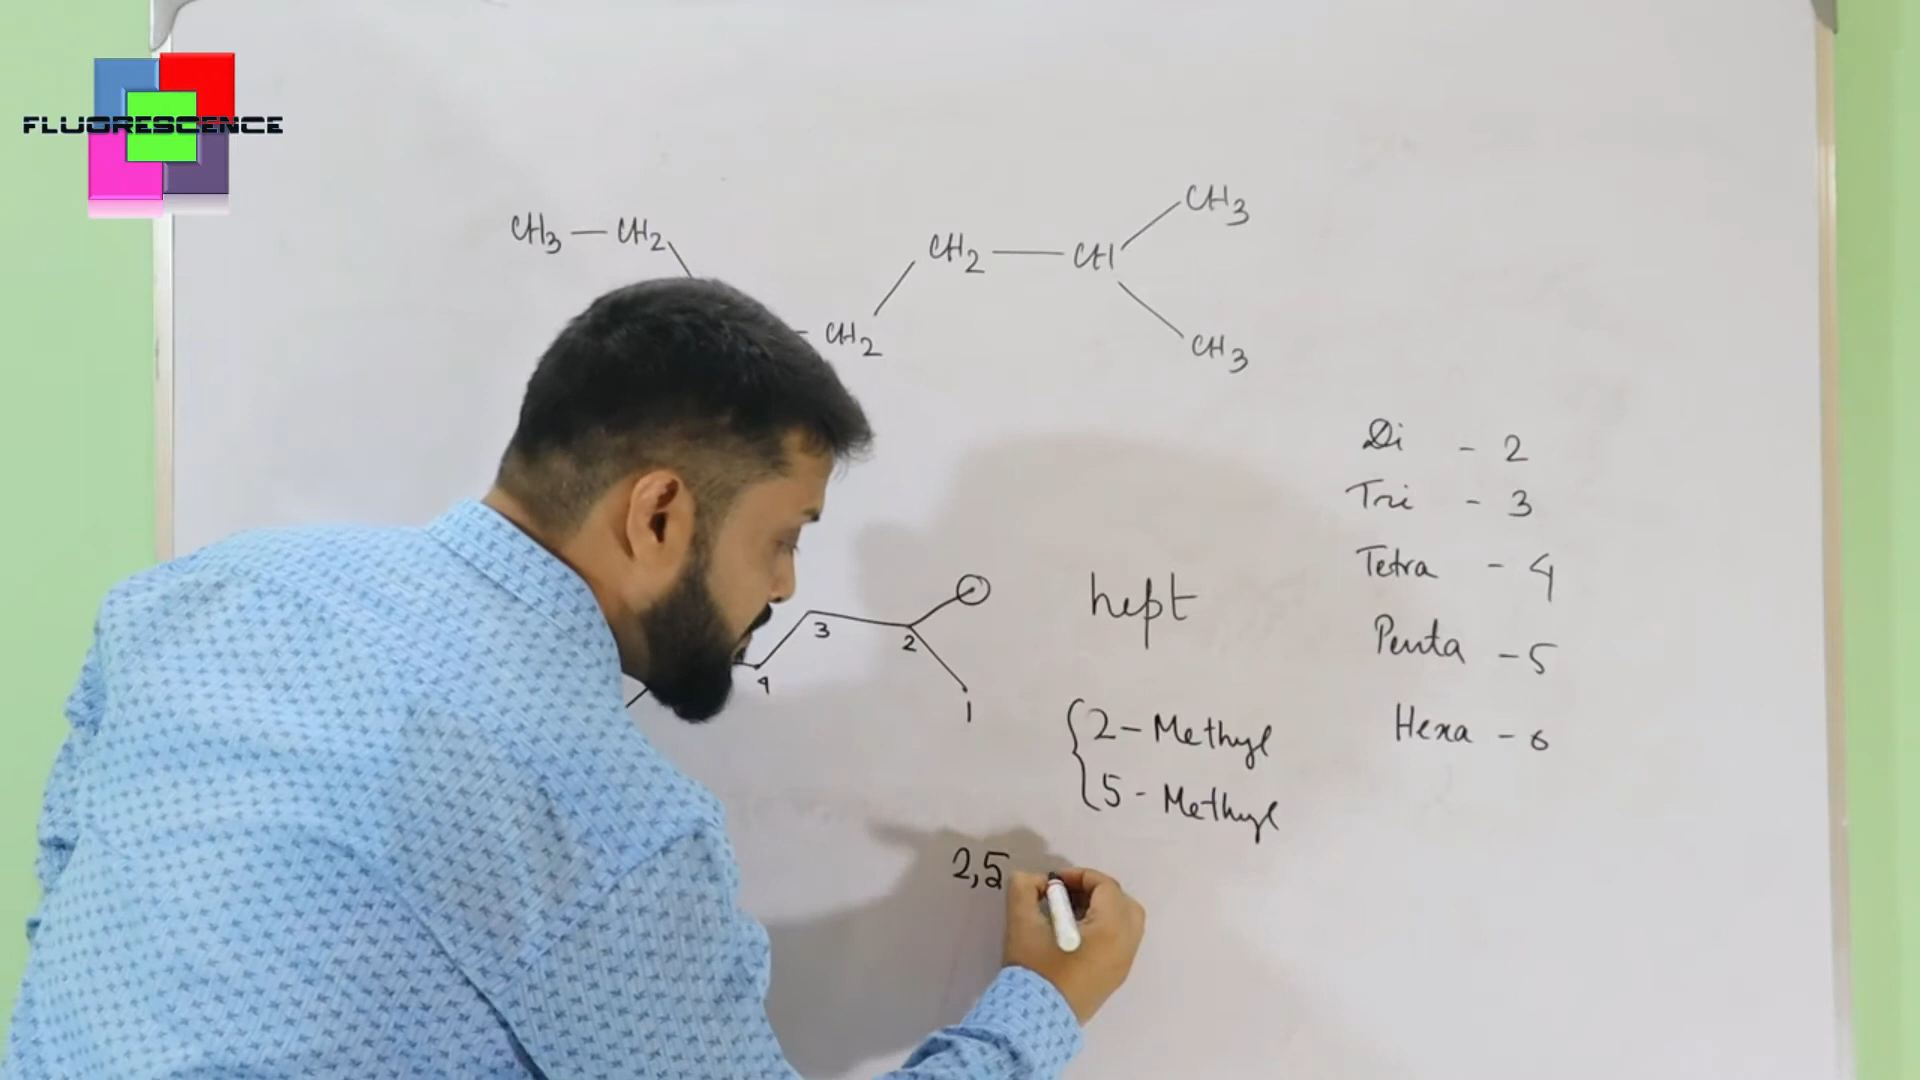 FLUORESCENCE
CH3 — CH2
CH2 — CH
CH3
CH2
CH3
Di - 2
Tri - 3
Tetra - 4
Penta - 5
Hexa - 6
3
2
4
1
hept
2 - Methyl
5 - Methyl
2,5